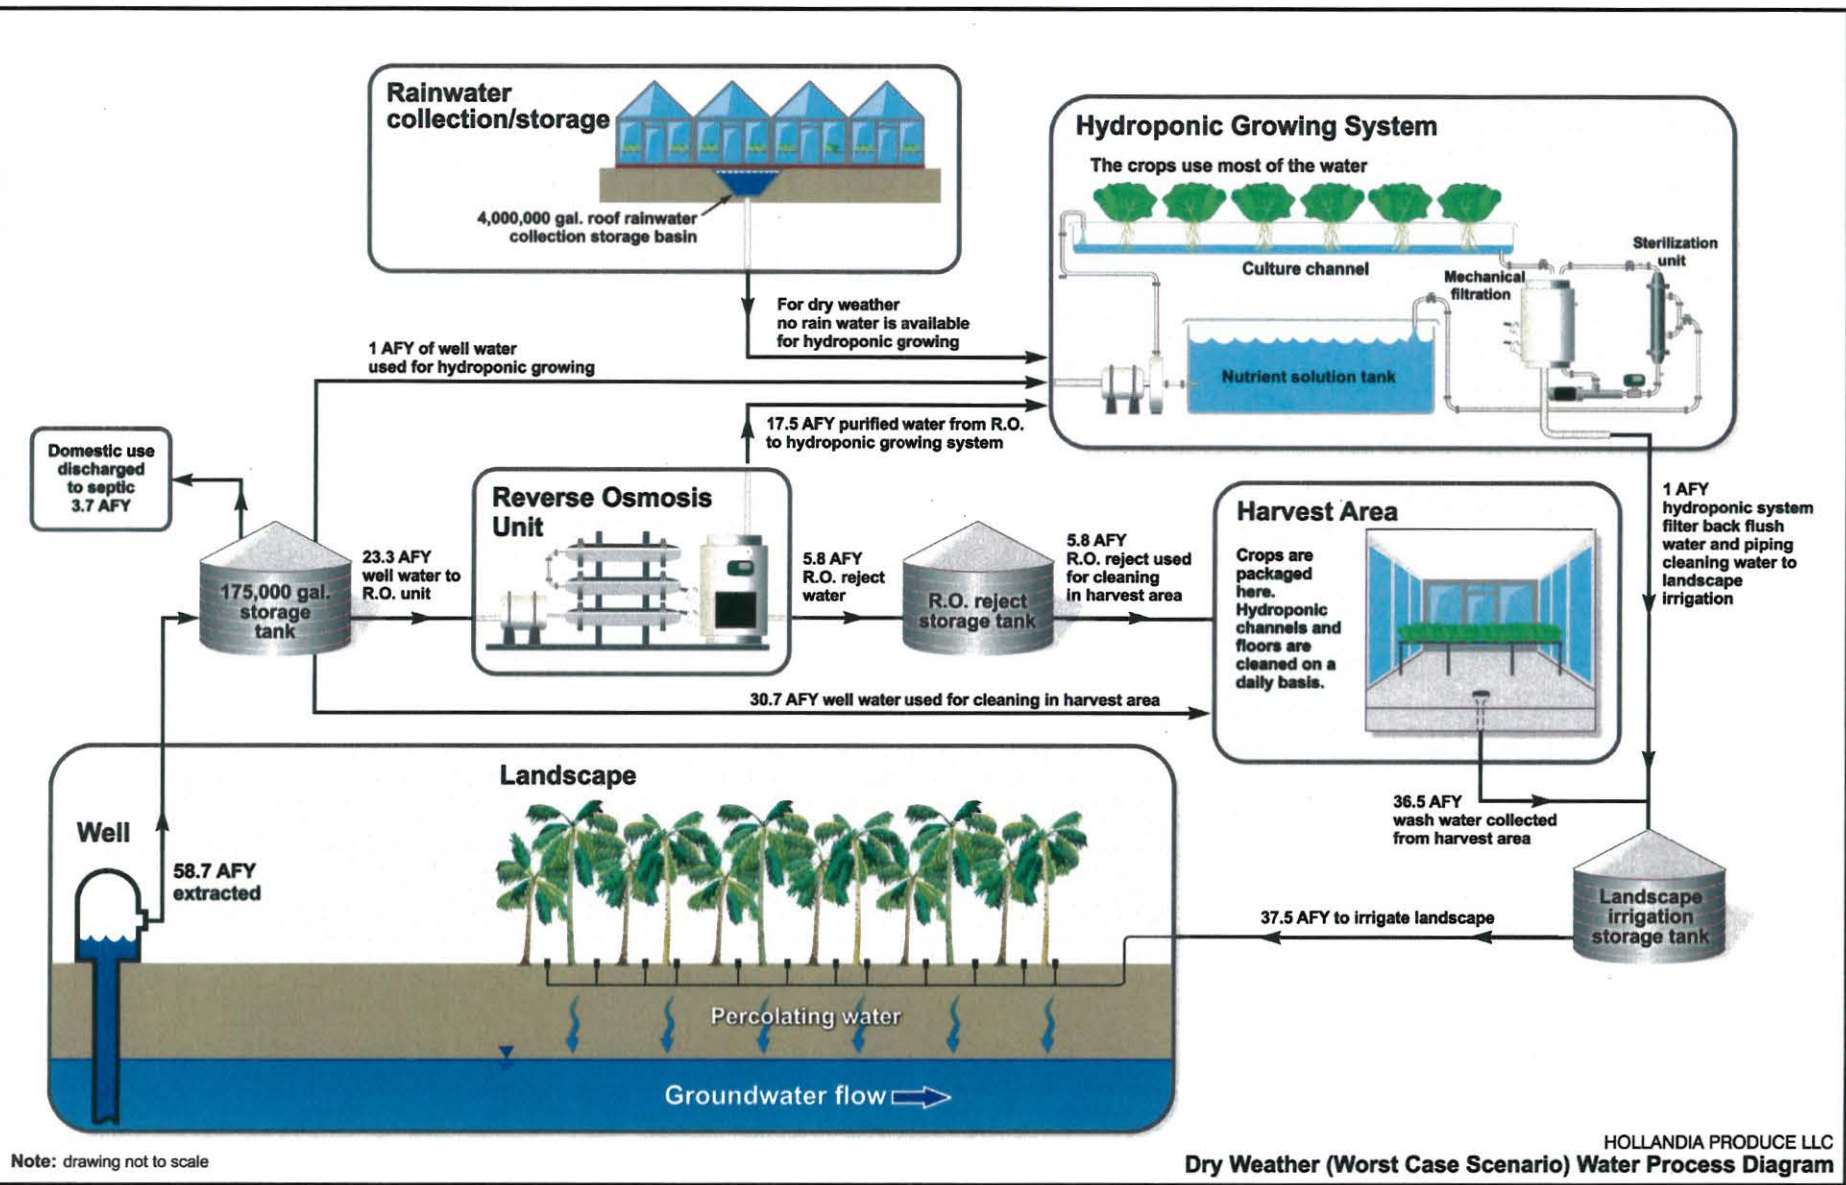 Rainwater
collection/storage
4,000,000 gal. roof rainwater
collection storage basin
For dry weather
no rain water is available
for hydroponic growing
Hydroponic Growing System
The crops use most of the water
Culture channel
Sterilization
unit
Mechanical
filtration
Nutrient solution tank
1 AFY of well water
used for hydroponic growing
17.5 AFY purified water from R.O.
to hydroponic growing system
Domestic use
discharged
to septic
3.7 AFY
175,000 gal.
storage
tank
23.3 AFY
well water to
R.O. unit
Reverse Osmosis
Unit
5.8 AFY
R.O. reject
water
R.O. reject
storage tank
5.8 AFY
R.O. reject used
for cleaning
in harvest area
Harvest Area
Crops are
packaged
here.
Hydroponic
channels and
floors are
cleaned on a
daily basis.
1 AFY
hydroponic system
filter back flush
water and piping
cleaning water to
landscape
irrigation
30.7 AFY well water used for cleaning in harvest area
36.5 AFY
wash water collected
from harvest area
Landscape
irrigation
storage tank
37.5 AFY to irrigate landscape
Landscape
Well
58.7 AFY
extracted
Percolating water
Groundwater flow
Note: drawing not to scale
HOLLANDIA PRODUCE LLC
Dry Weather (Worst Case Scenario) Water Process Diagram